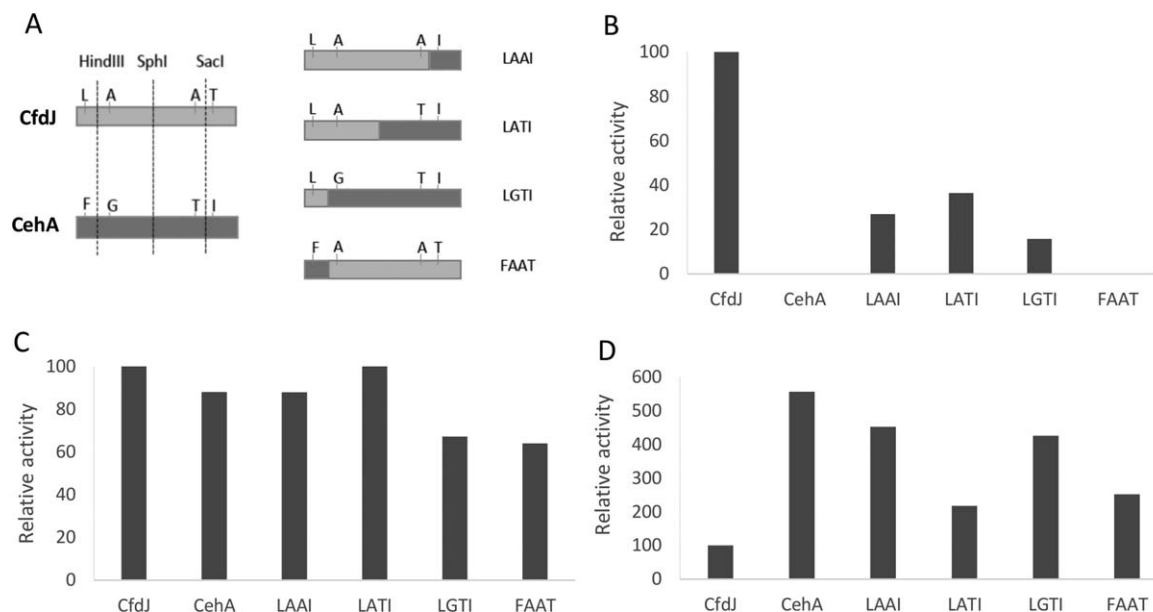 A
HindIII SphI SacI
L A A T
CfdJ
F G T I
CehA
L A A I
LAAI
L A T I
LATI
L G T I
LGTI
F A A T
FAAT
B
Relative activity
100
80
60
40
20
0
CfdJ CehA LAAI LATI LGTI FAAT
C
Relative activity
100
80
60
40
20
0
CfdJ CehA LAAI LATI LGTI FAAT
D
Relative activity
600
500
400
300
200
100
0
CfdJ CehA LAAI LATI LGTI FAAT